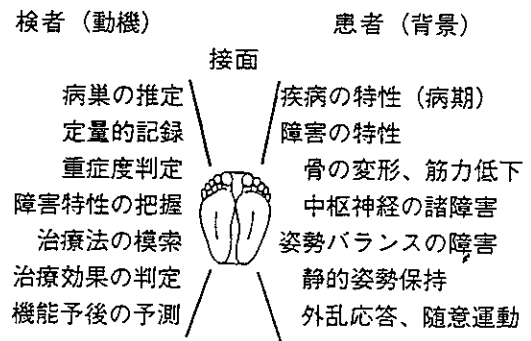 検者（動機）
患者（背景）
接面
病巣の推定
定量的記録
重症度判定
障害特性の把握
治療法の模索
治療効果の判定
機能予後の予測
疾病の特性（病期）
障害の特性
骨の変形、筋力低下
中枢神経の諸障害
姿勢バランスの障害
静的姿勢保持
外乱応答、随意運動